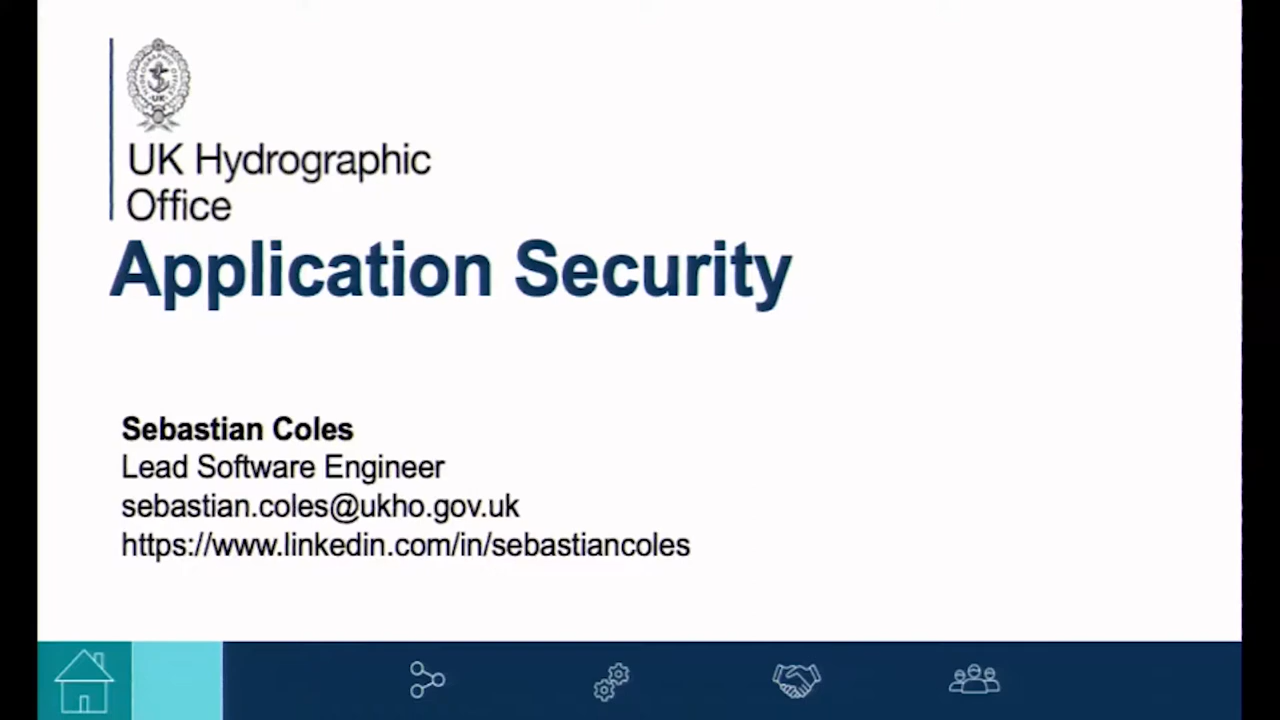 UK Hydrographic
Office
Application Security
Sebastian Coles
Lead Software Engineer
sebastian.coles@ukho.gov.uk
https://www.linkedin.com/in/sebastiancoles